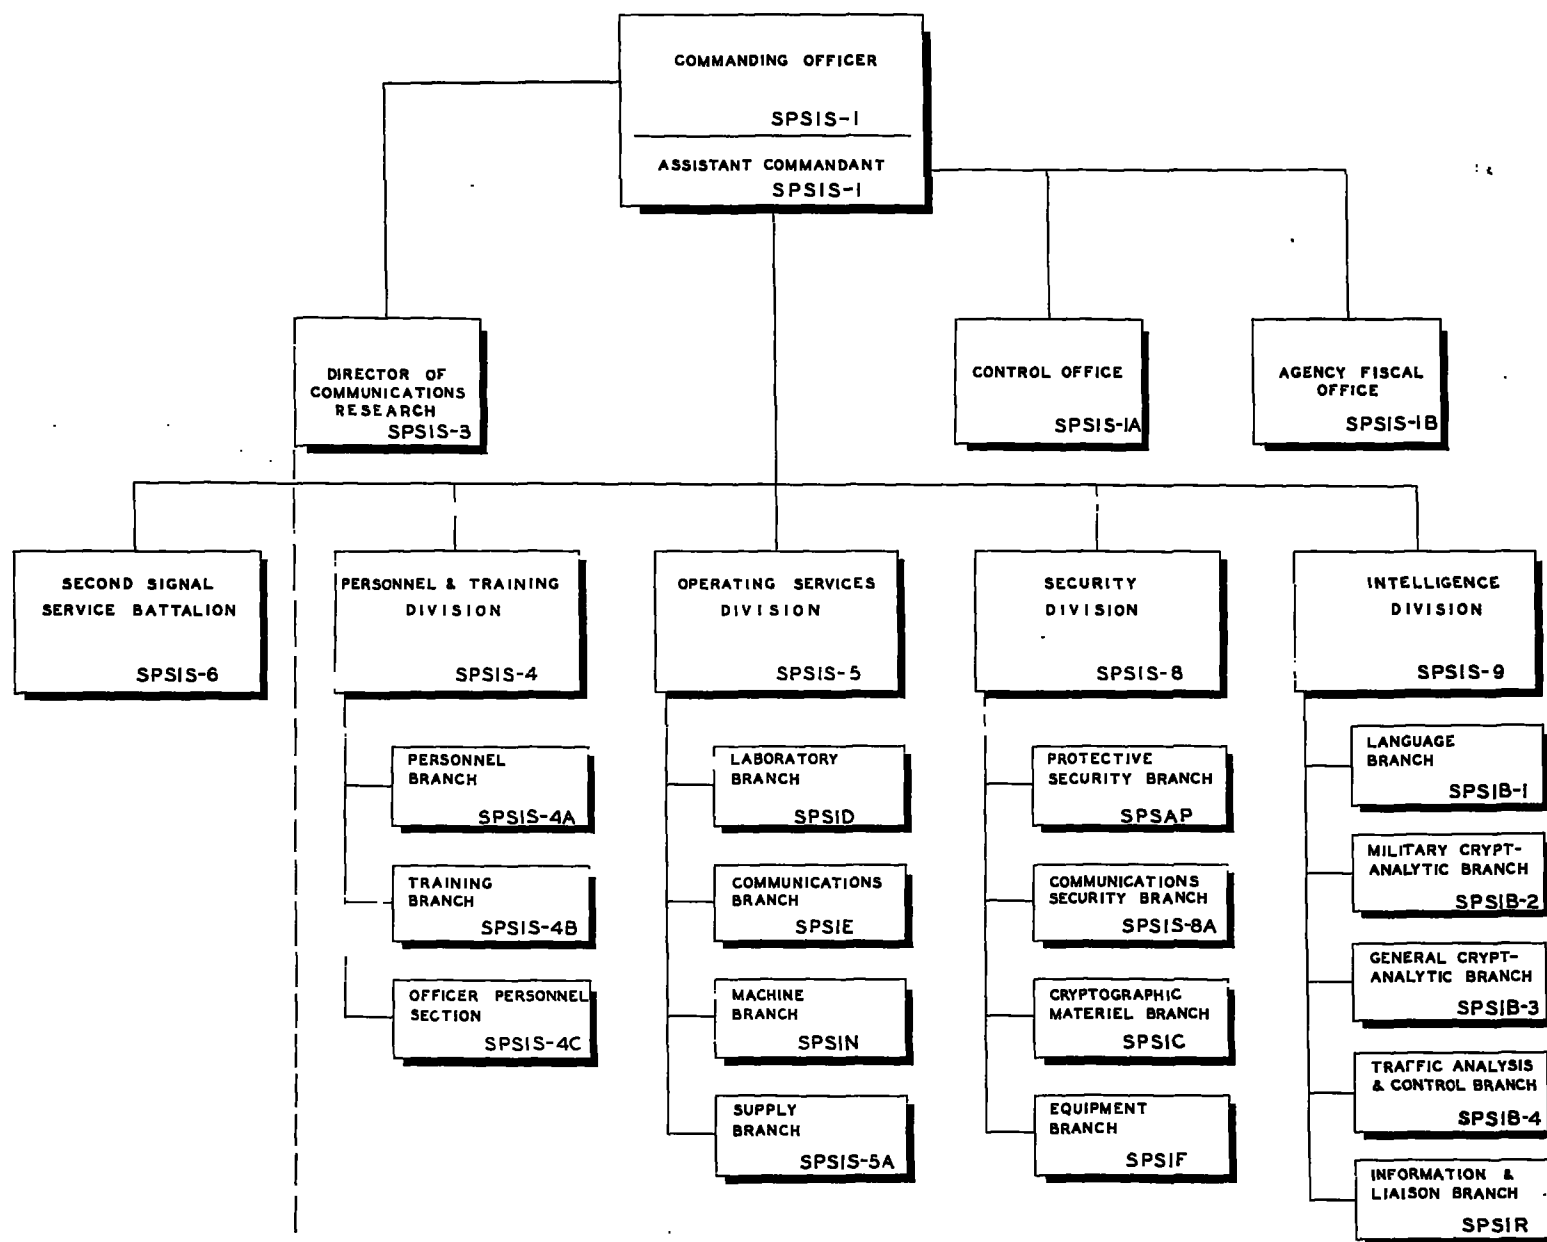 COMMANDING OFFICER
SPSIS-1
ASSISTANT COMMANDANT
SPSIS-1
DIRECTOR OF
COMMUNICATIONS
RESEARCH
SPSIS-3
CONTROL OFFICE
SPSIS-1A
AGENCY FISCAL
OFFICE
SPSIS-1B
SECOND SIGNAL
SERVICE BATTALION
SPSIS-6
PERSONNEL & TRAINING
DIVISION
SPSIS-4
OPERATING SERVICES
DIVISION
SPSIS-5
SECURITY
DIVISION
SPSIS-8
INTELLIGENCE
DIVISION
SPSIS-9
PERSONNEL
BRANCH
SPSIS-4A
TRAINING
BRANCH
SPSIS-4B
OFFICER PERSONNEL
SECTION
SPSIS-4C
LABORATORY
BRANCH
SPSID
COMMUNICATIONS
BRANCH
SPSIE
MACHINE
BRANCH
SPSIN
SUPPLY
BRANCH
SPSIS-5A
PROTECTIVE
SECURITY BRANCH
SPSAP
COMMUNICATIONS
SECURITY BRANCH
SPSIS-8A
CRYPTOGRAPHIC
MATERIEL BRANCH
SPSIC
EQUIPMENT
BRANCH
SPSIF
LANGUAGE
BRANCH
SPSIB-1
MILITARY CRYPT-
ANALYTIC BRANCH
SPSIB-2
GENERAL CRYPT-
ANALYTIC BRANCH
SPSIB-3
TRAFFIC ANALYSIS
& CONTROL BRANCH
SPSIB-4
INFORMATION &
LIAISON BRANCH
SPSIR